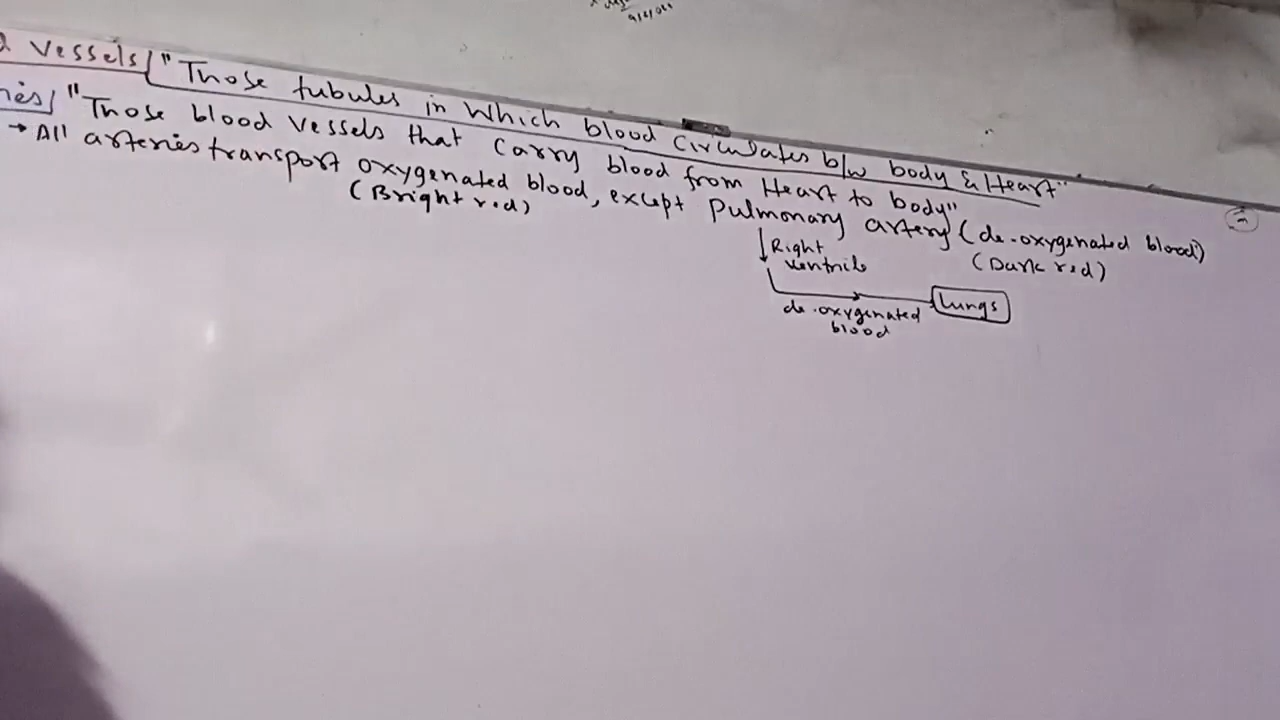 Vessels/ "Those tubules in Which blood Circulates b/w body & Heart"
"Those blood Vessels that Carry blood from Heart to body"
→ All arteries transport oxygenated blood, except Pulmonary artery (de-oxygenated blood)
(Bright red)
(Dark red)
Right
ventricle
de-oxygenated
blood
Lungs